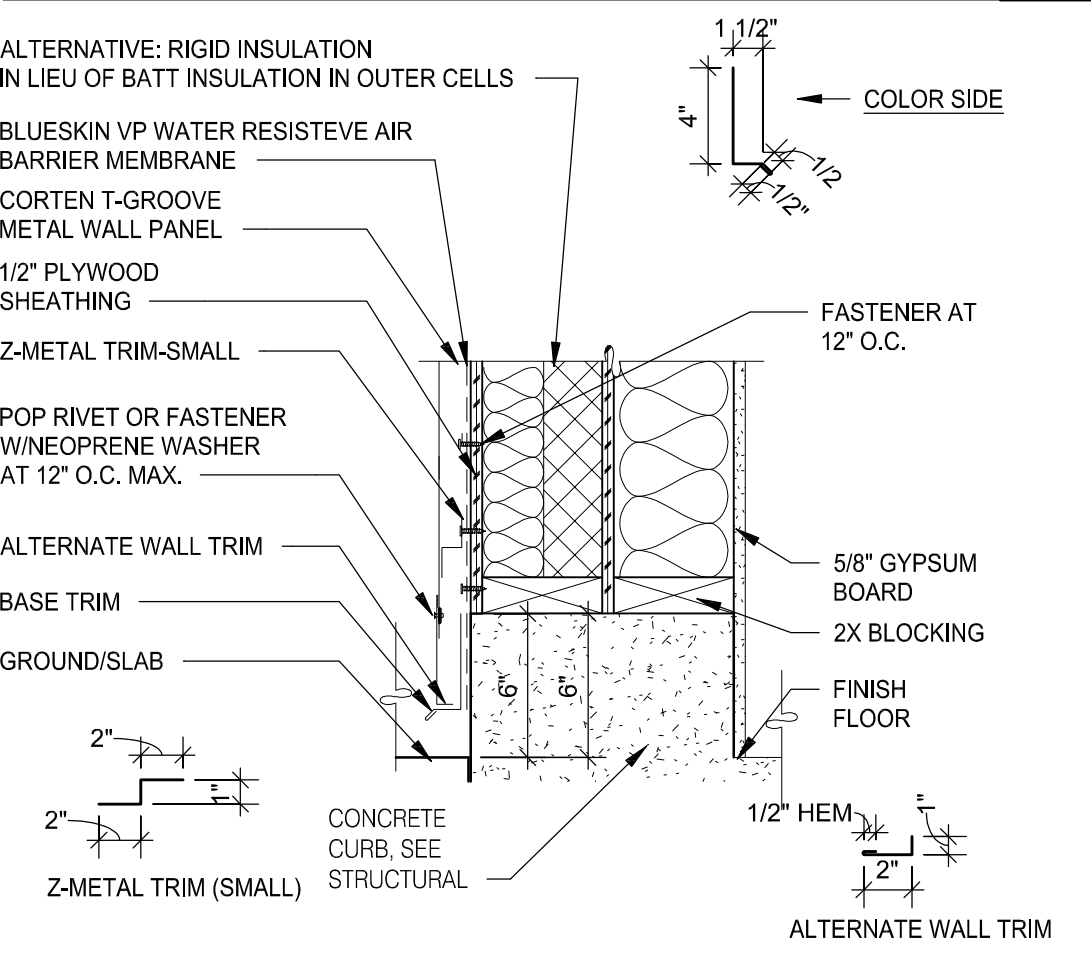 ALTERNATIVE: RIGID INSULATION
IN LIEU OF BATT INSULATION IN OUTER CELLS
BLUESKIN VP WATER RESISTEVE AIR
BARRIER MEMBRANE
CORTEN T-GROOVE
METAL WALL PANEL
1/2" PLYWOOD
SHEATHING
Z-METAL TRIM-SMALL
POP RIVET OR FASTENER
W/NEOPRENE WASHER
AT 12" O.C. MAX.
ALTERNATE WALL TRIM
BASE TRIM
GROUND/SLAB
1 1/2"
4"
COLOR SIDE
1/2
1/2"
FASTENER AT
12" O.C.
5/8" GYPSUM
BOARD
2X BLOCKING
FINISH
FLOOR
6"
6"
2"
1"
2"
Z-METAL TRIM (SMALL)
CONCRETE
CURB, SEE
STRUCTURAL
1/2" HEM
1"
2"
ALTERNATE WALL TRIM